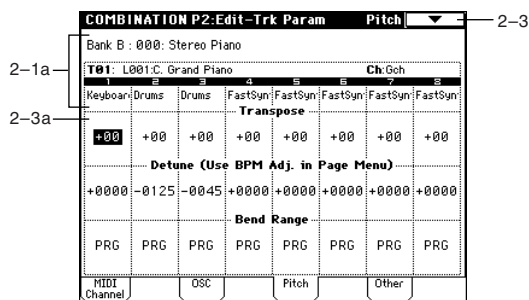 COMBINATION P2:Edit-Trk Param Pitch
2-3
Bank B : 000: Stereo Piano
2-1a
T01: L001:C. Grand Piano Ch:Gch
1 2 3 4 5 6 7 8
Keyboar Drums Drums FastSyn FastSyn FastSyn FastSyn FastSyn
Transpose
2-3a
+00 +00 +00 +00 +00 +00 +00 +00
Detune (Use BPM Adj. in Page Menu)
+0000 -0125 -0045 +0000 +0000 +0000 +0000 +0000
Bend Range
PRG PRG PRG PRG PRG PRG PRG PRG
MIDI Channel OSC Pitch Other